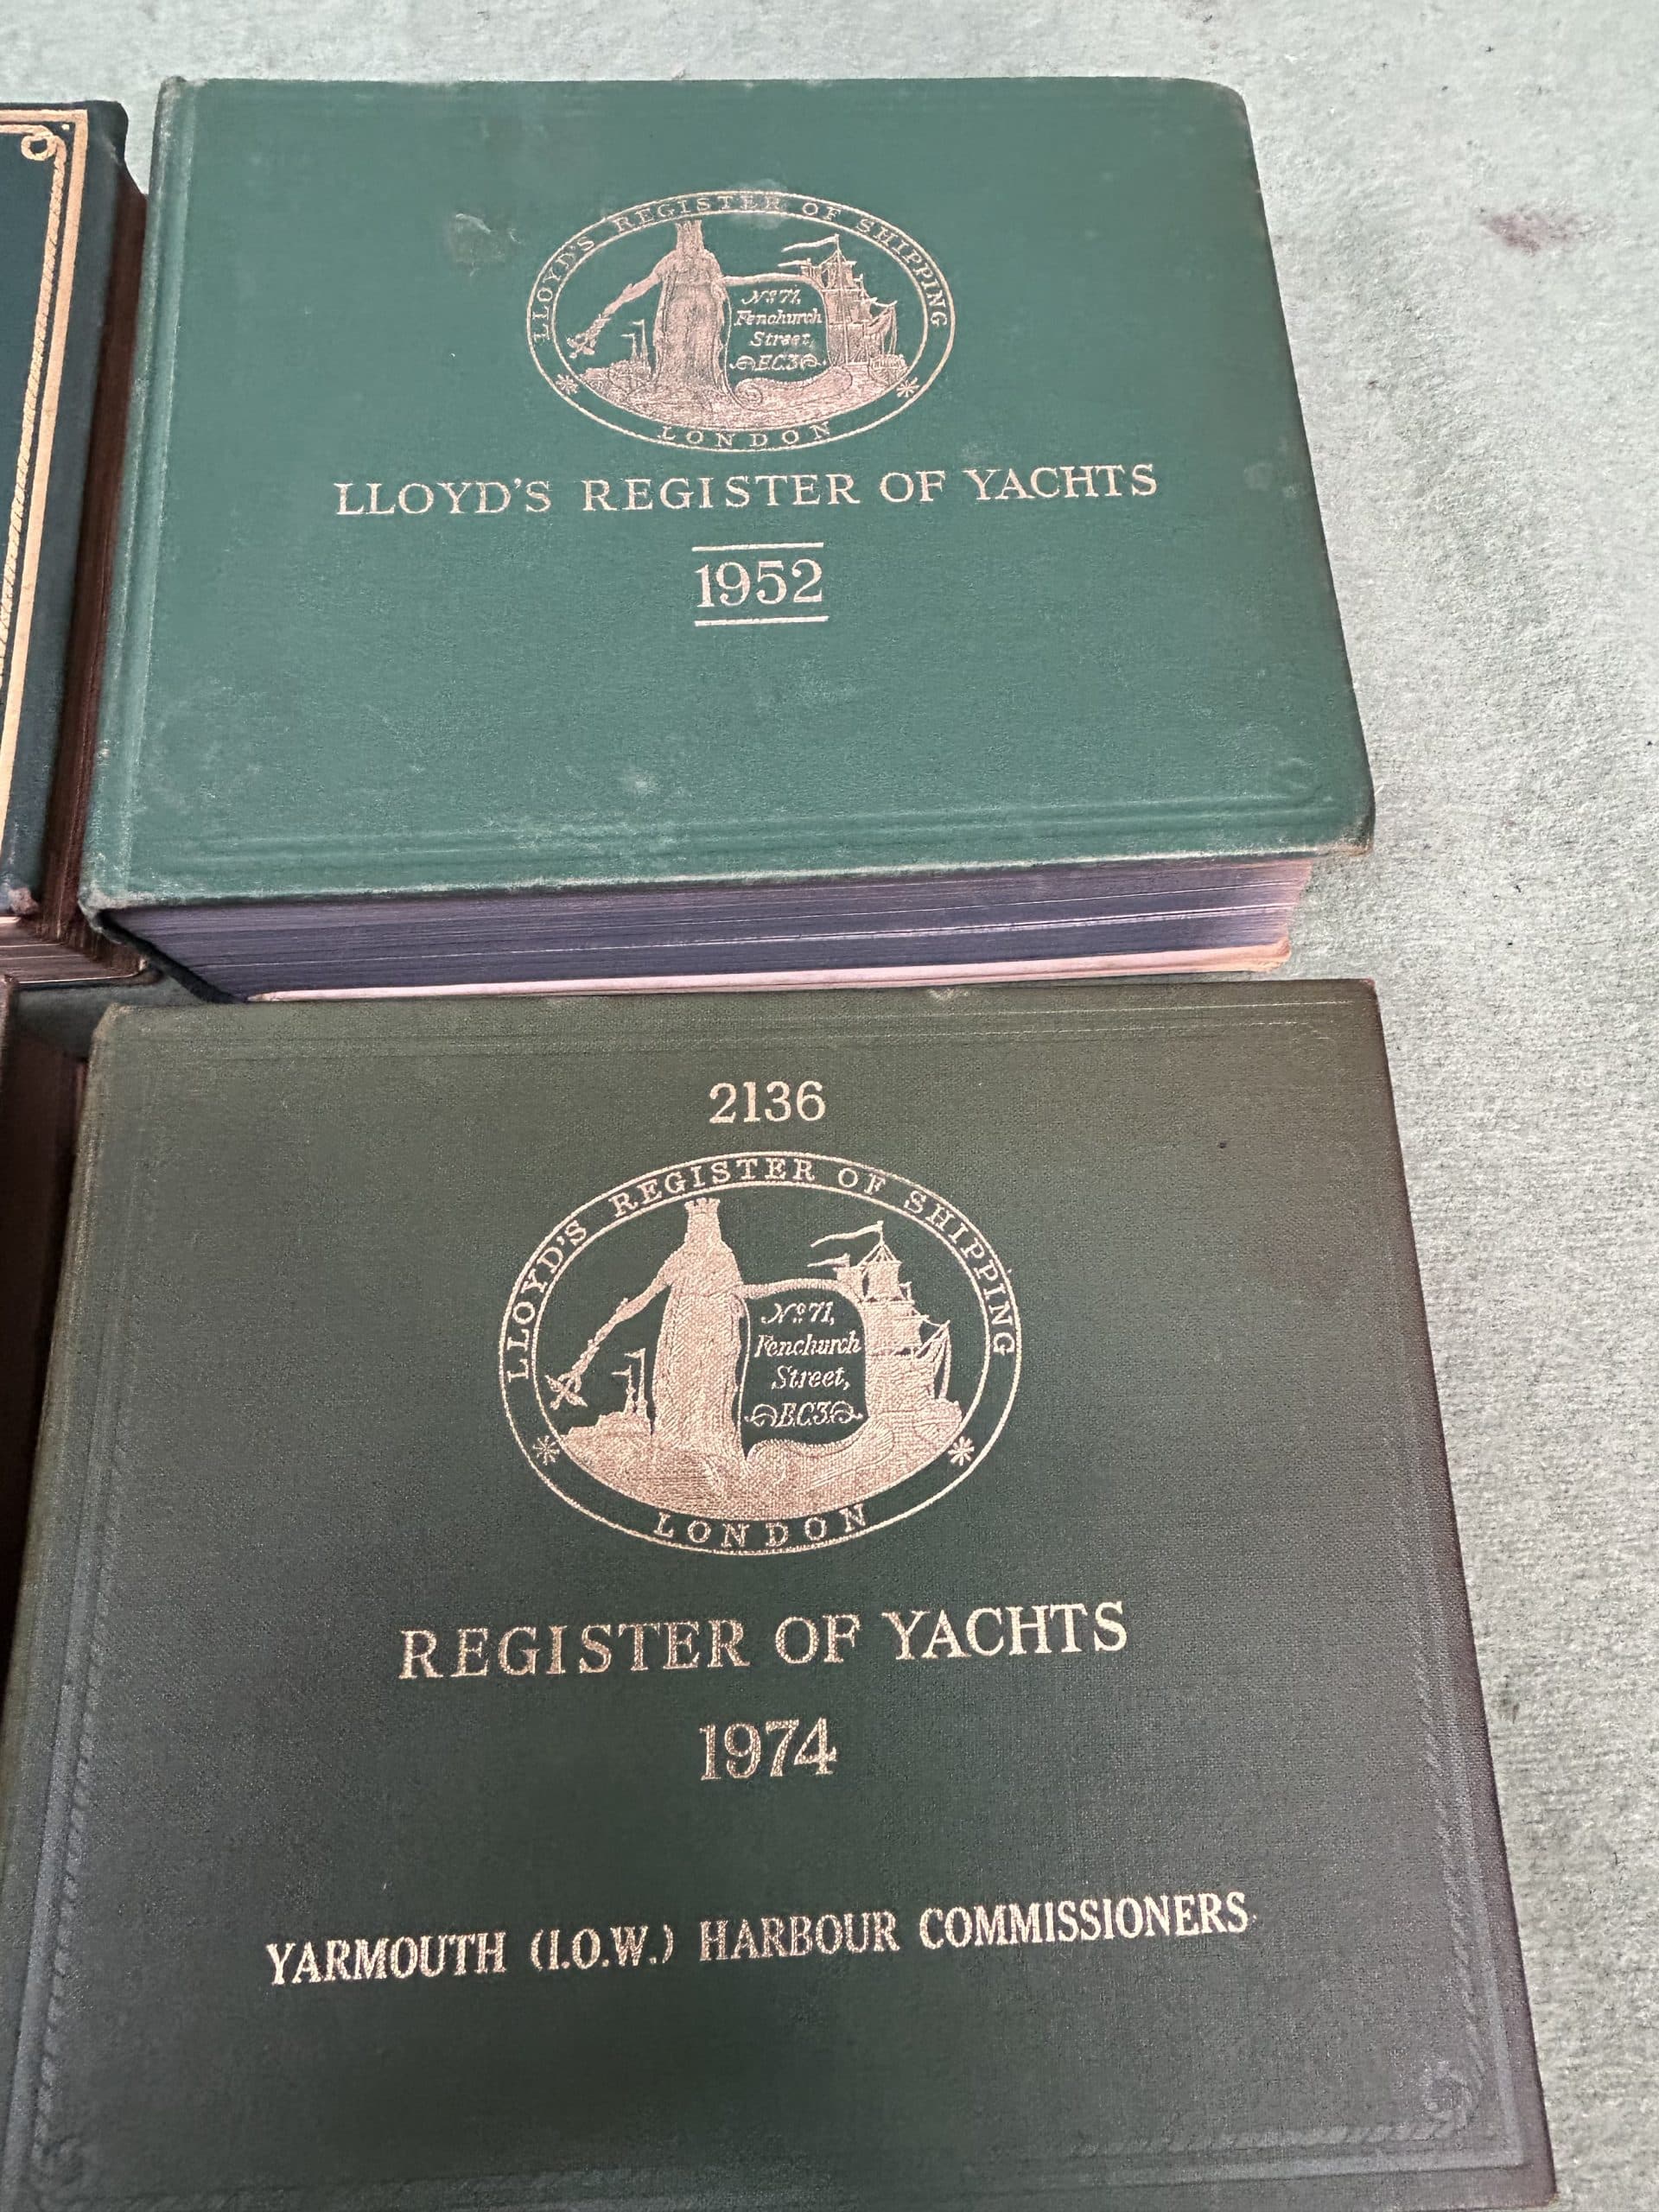 LLOYD'S REGISTER OF SHIPPING
No 71,
Fenchurch
Street,
E.C.3
LONDON
LLOYD'S REGISTER OF YACHTS
1952
2136
LLOYD'S REGISTER OF SHIPPING
No 71,
Fenchurch
Street,
E.C.3.
LONDON
REGISTER OF YACHTS
1974
YARMOUTH (I.O.W.) HARBOUR COMMISSIONERS